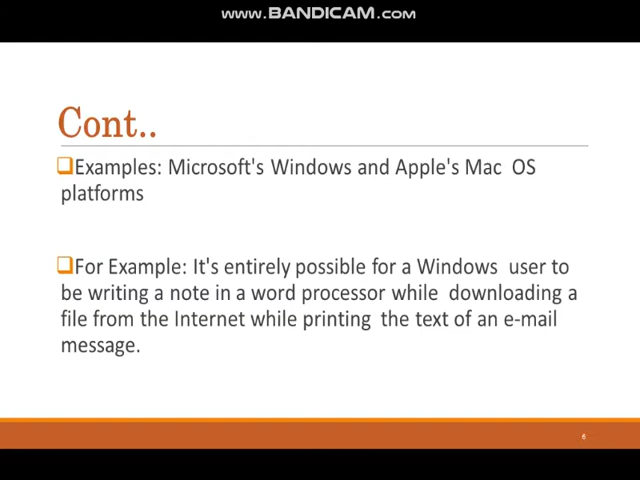 www.BANDICAM.com
Cont..
❑Examples: Microsoft's Windows and Apple's Mac OS
platforms
❑For Example: It's entirely possible for a Windows user to
be writing a note in a word processor while downloading a
file from the Internet while printing the text of an e-mail
message.
6